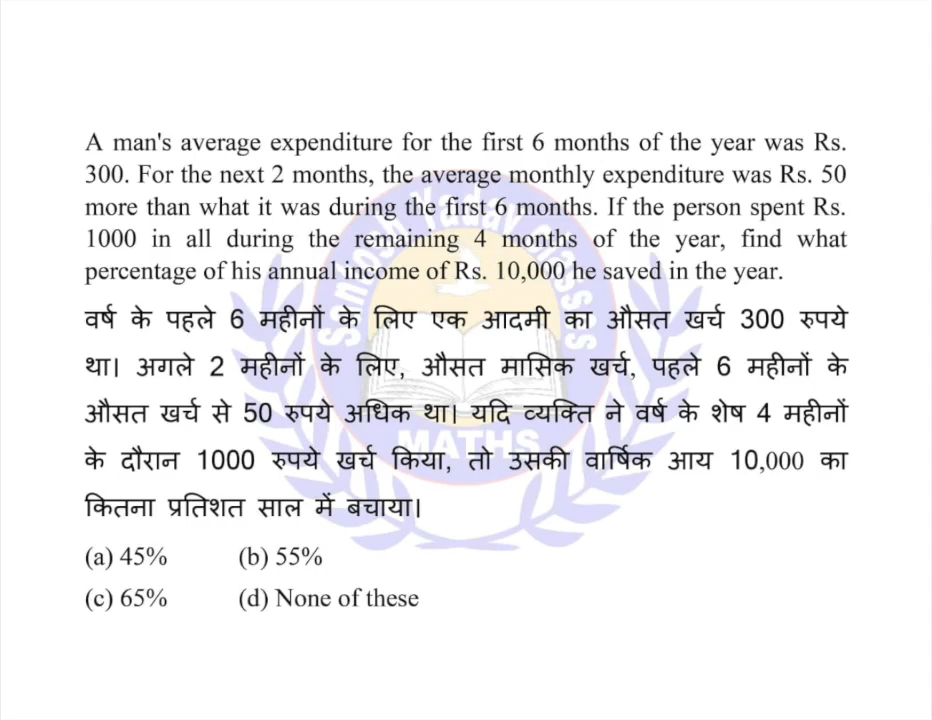 A man's average expenditure for the first 6 months of the year was Rs.
300. For the next 2 months, the average monthly expenditure was Rs. 50
more than what it was during the first 6 months. If the person spent Rs.
1000 in all during the remaining 4 months of the year, find what
percentage of his annual income of Rs. 10,000 he saved in the year.
वर्ष के पहले 6 महीनों के लिए एक आदमी का औसत खर्च 300 रुपये
था। अगले 2 महीनों के लिए, औसत मासिक खर्च, पहले 6 महीनों के
औसत खर्च से 50 रुपये अधिक था। यदि व्यक्ति ने वर्ष के शेष 4 महीनों
के दौरान 1000 रुपये खर्च किया, तो उसकी वार्षिक आय 10,000 का
कितना प्रतिशत साल में बचाया।
(a) 45% (b) 55%
(c) 65% (d) None of these
Santosh Yadav Classes
MATHS